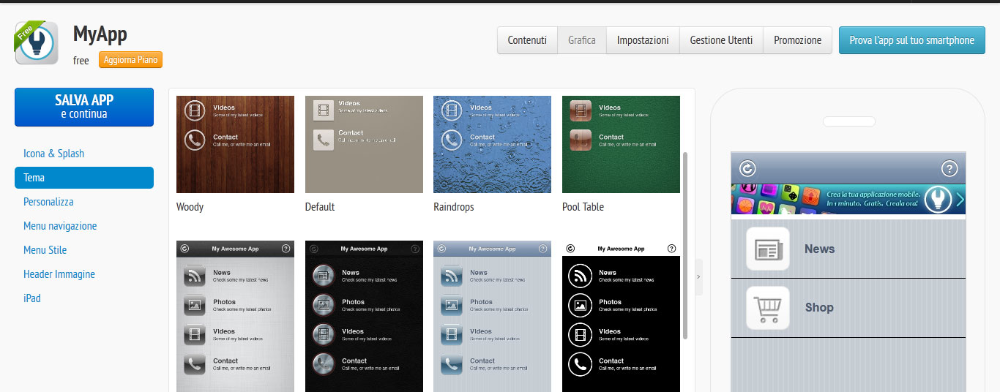 Free
MyApp
free
Aggiorna Piano
Contenuti
Grafica
Impostazioni
Gestione Utenti
Promozione
Prova l'app sul tuo smartphone
SALVA APP
e continua
Icona & Splash
Tema
Personalizza
Menu navigazione
Menu Stile
Header Immagine
iPad
Videos
Some of my latest videos
Contact
Call me, or write me an email
Woody
Videos
Some of my latest videos
Contact
Call me, or write me an email
Default
Videos
Some of my latest videos
Contact
Call me, or write me an email
Raindrops
Videos
Some of my latest videos
Contact
Call me, or write me an email
Pool Table
My Awesome App
?
News
Check some my latest news
Photos
Check some my latest photos
Videos
Some of my latest videos
Contact
Call me, or write me an email
My Awesome App
?
News
Check some my latest news
Photos
Check some my latest photos
Videos
Some of my latest videos
Contact
Call me, or write me an email
My Awesome App
?
News
Check some my latest news
Photos
Check some my latest photos
Videos
Some of my latest videos
Contact
Call me, or write me an email
My Awesome App
?
News
Check some my latest news
Photos
Check some my latest photos
Videos
Some of my latest videos
Contact
Call me, or write me an email
?
Crea la tua applicazione mobile.
In 1 minuto. Gratis. Creala ora!
News
Shop